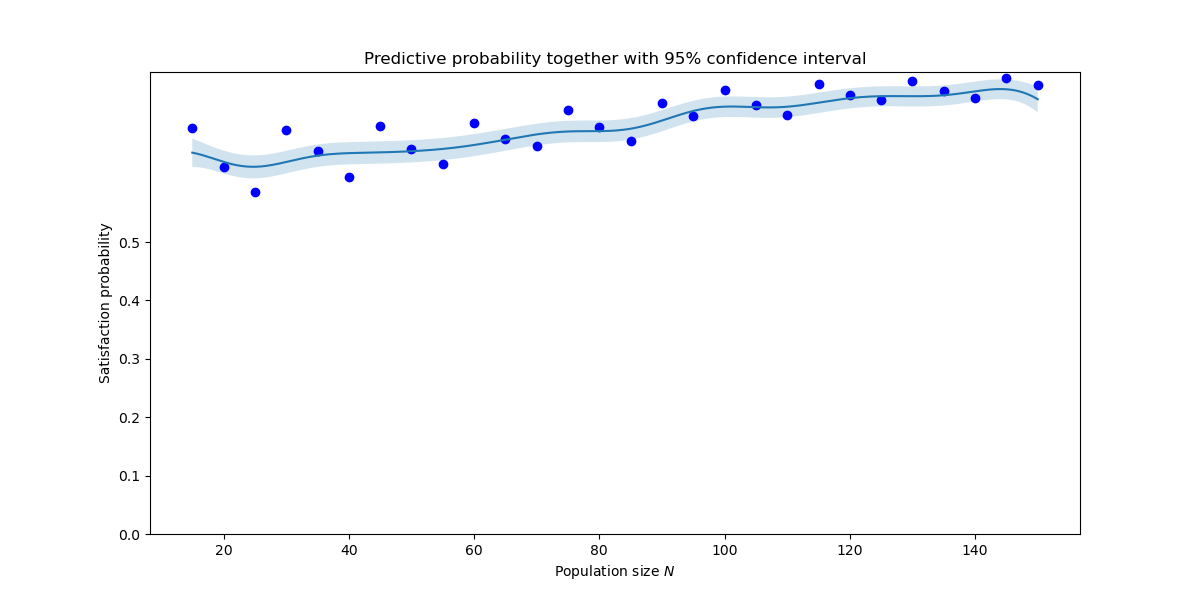 Predictive probability together with 95% confidence interval
Satisfaction probability
0.5
0.4
0.3
0.2
0.1
0.0
20 40 60 80 100 120 140
Population size N